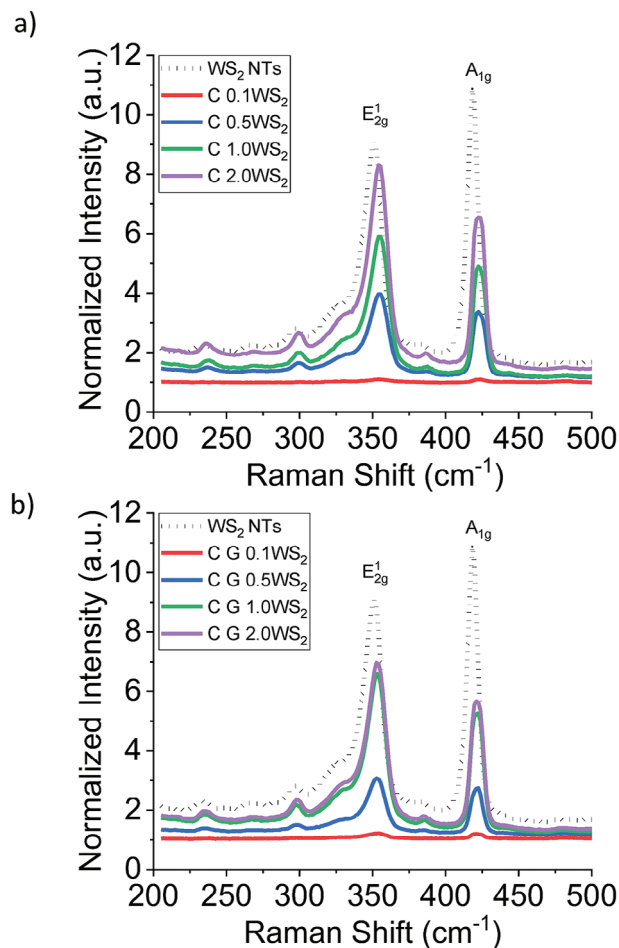 a)
Normalized Intensity (a.u.)
12
10
8
6
4
2
0
WS₂ NTs
C 0.1WS₂
C 0.5WS₂
C 1.0WS₂
C 2.0WS₂
E¹₂g
A₁g
200 250 300 350 400 450 500
Raman Shift (cm⁻¹)
b)
Normalized Intensity (a.u.)
12
10
8
6
4
2
0
WS₂ NTs
C G 0.1WS₂
C G 0.5WS₂
C G 1.0WS₂
C G 2.0WS₂
E¹₂g
A₁g
200 250 300 350 400 450 500
Raman Shift (cm⁻¹)